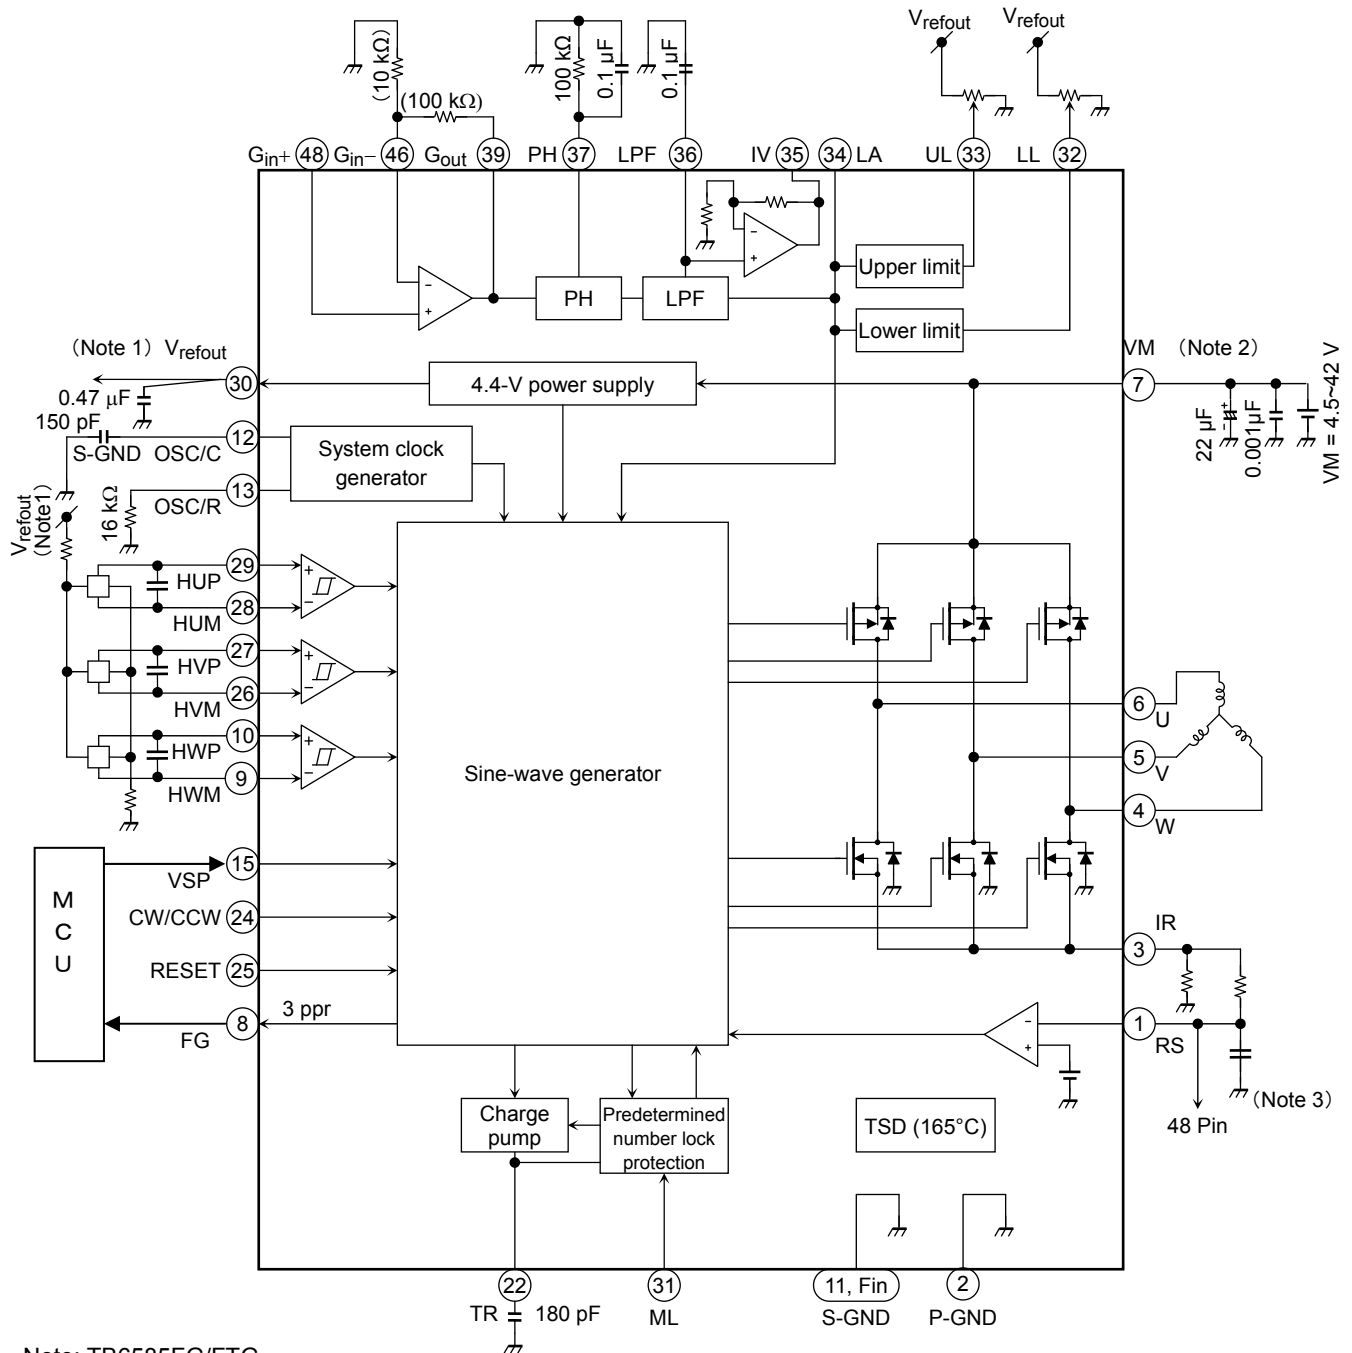 Vrefout
Vrefout
(10 kΩ)
(100 kΩ)
100 kΩ
0.1 µF
0.1 µF
Gin+ 48
Gin− 46
Gout 39
PH 37
LPF 36
IV 35
34 LA
UL 33
LL 32
Upper limit
PH
LPF
Lower limit
(Note 1) Vrefout
30
0.47 µF
4.4-V power supply
VM (Note 2)
7
22 µF
0.001µF
VM = 4.5~42 V
150 pF
12
S-GND OSC/C
System clock
generator
13
OSC/R
16 kΩ
Vrefout
(Note1)
29
HUP
28
HUM
27
HVP
26
HVM
10
HWP
9
HWM
Sine-wave generator
6
U
5
V
4
W
MCU
15
VSP
CW/CCW 24
RESET 25
8
3 ppr
FG
IR
3
1
RS
(Note 3)
48 Pin
Charge
pump
Predetermined
number lock
protection
TSD (165°C)
22
TR
180 pF
31
ML
11, Fin
S-GND
2
P-GND